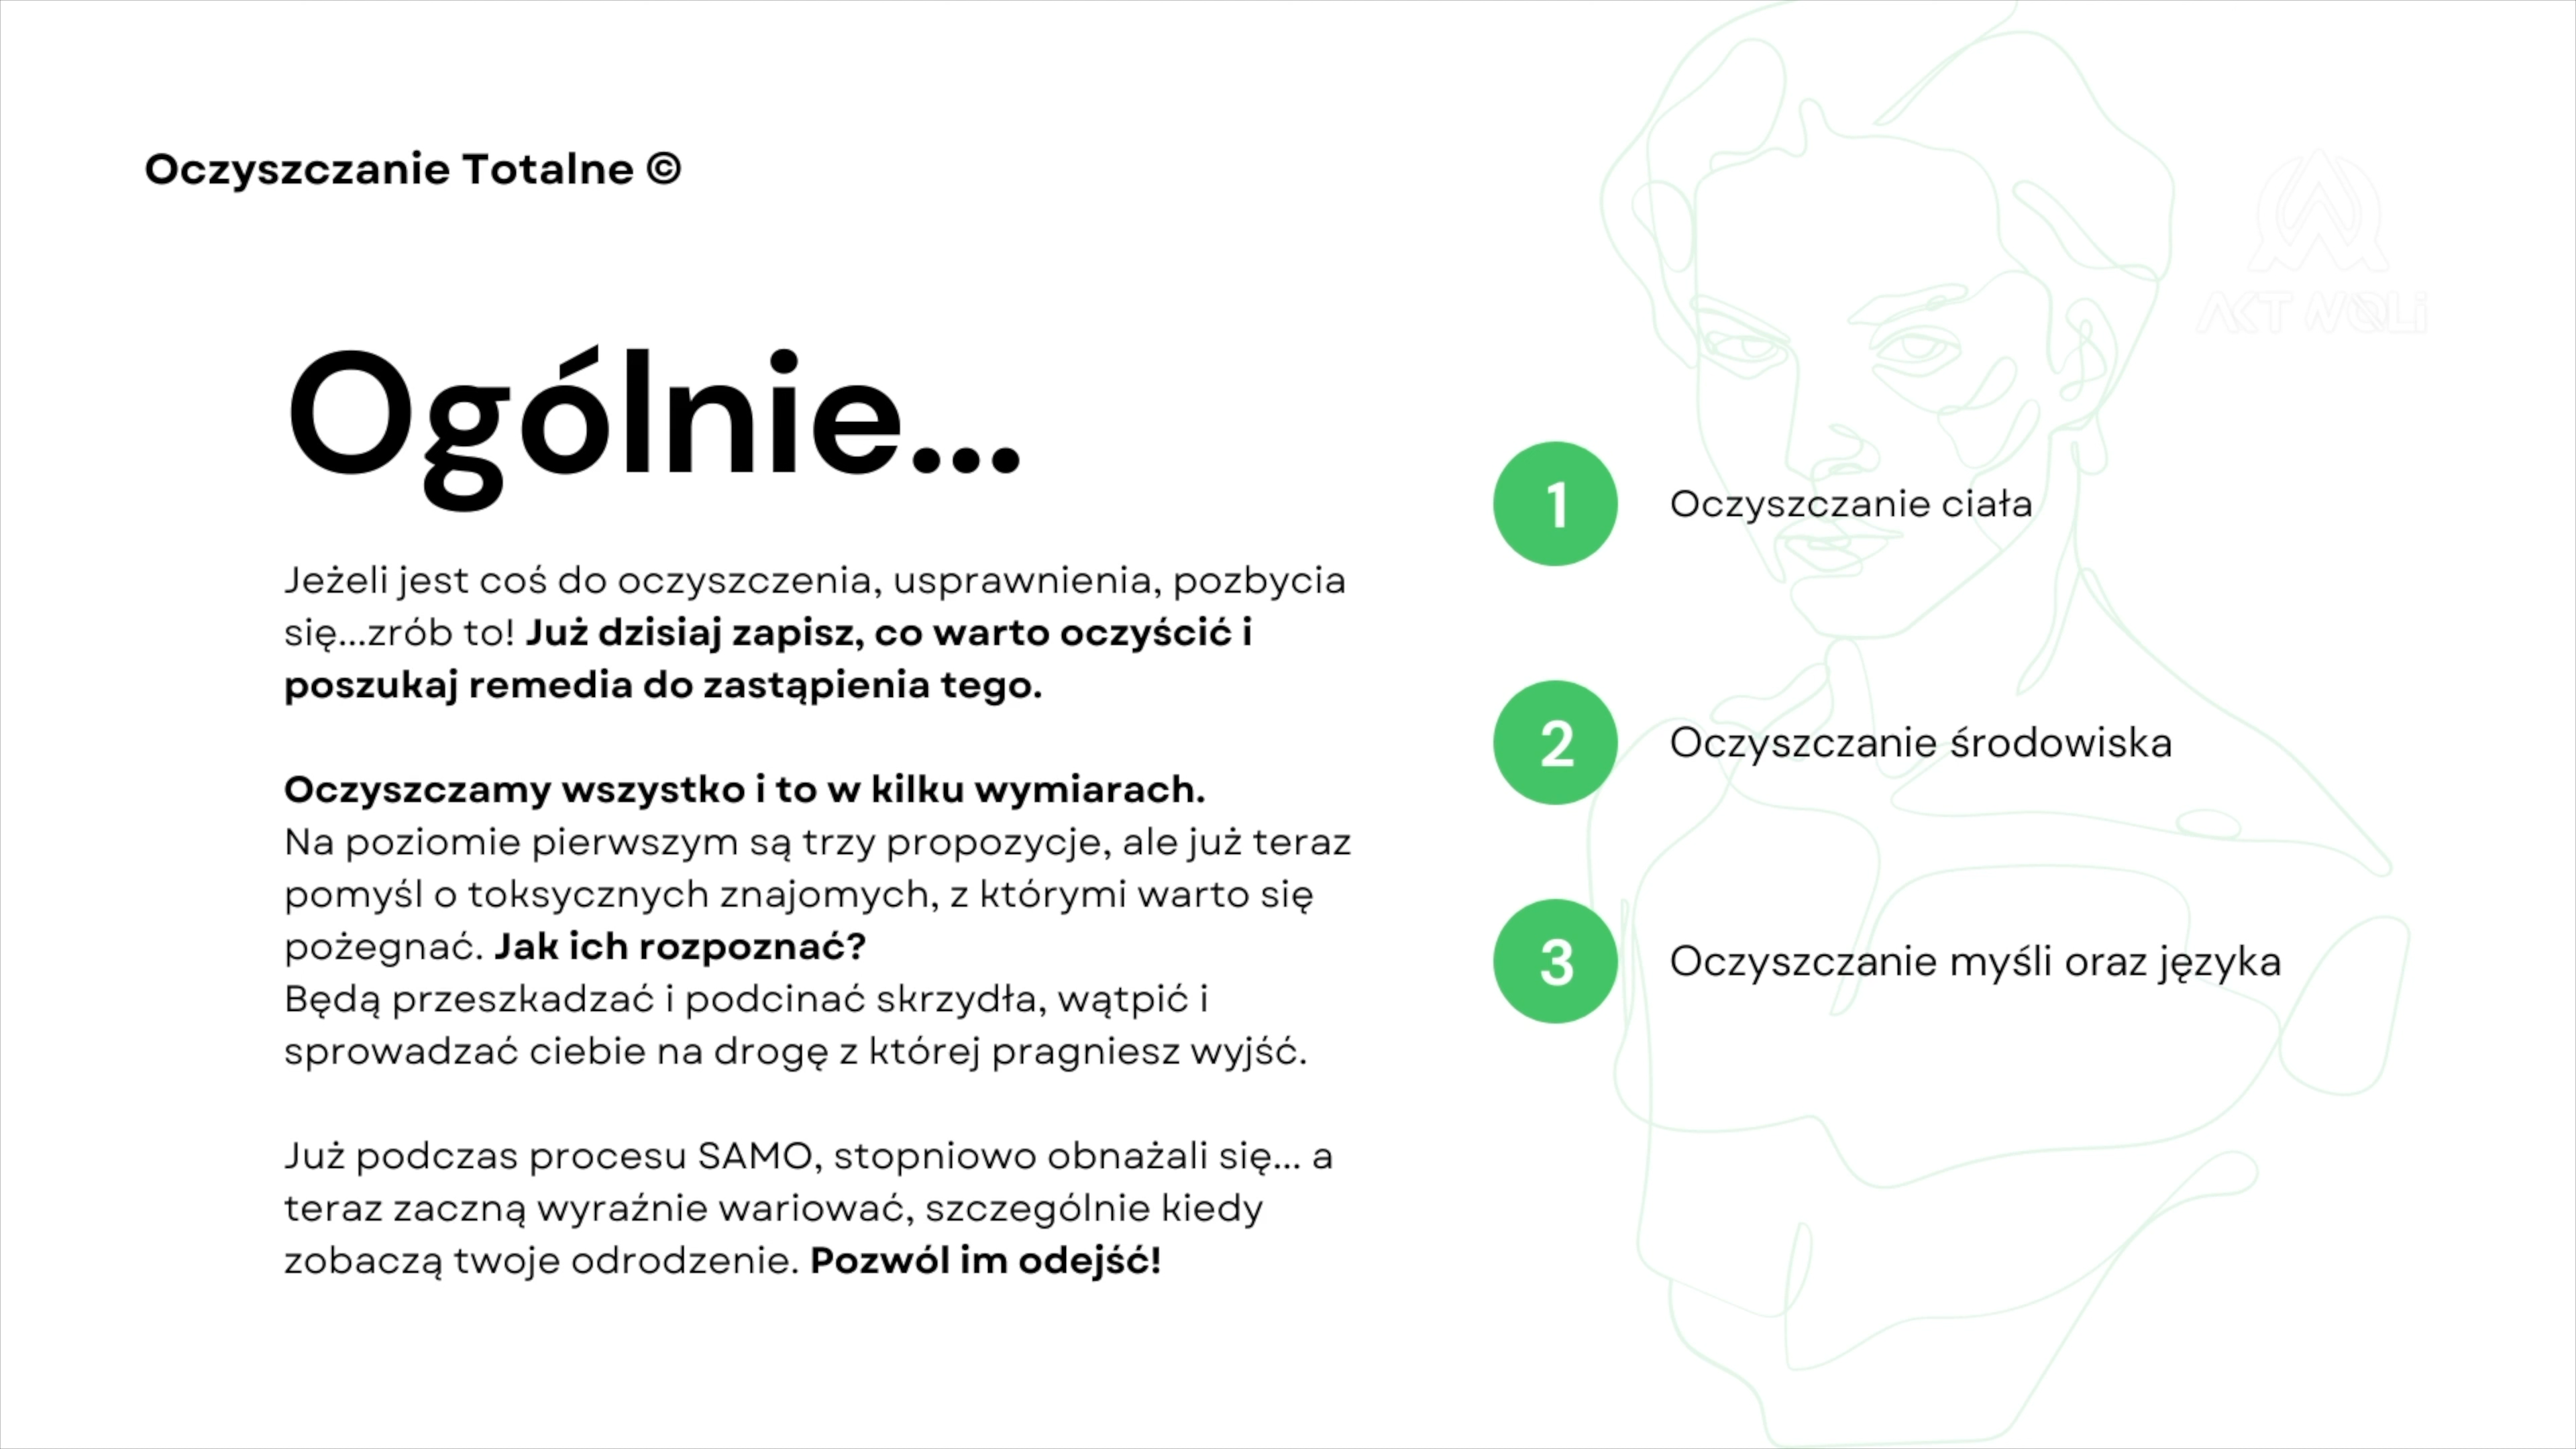 Oczyszczanie Totalne ©
AKT WOLI
Ogólnie...
Jeżeli jest coś do oczyszczenia, usprawnienia, pozbycia
się...zrób to! Już dzisiaj zapisz, co warto oczyścić i
poszukaj remedia do zastąpienia tego.
Oczyszczamy wszystko i to w kilku wymiarach.
Na poziomie pierwszym są trzy propozycje, ale już teraz
pomyśl o toksycznych znajomych, z którymi warto się
pożegnać. Jak ich rozpoznać?
Będą przeszkadzać i podcinać skrzydła, wątpić i
sprowadzać ciebie na drogę z której pragniesz wyjść.
Już podczas procesu SAMO, stopniowo obnażali się... a
teraz zaczną wyraźnie wariować, szczególnie kiedy
zobaczą twoje odrodzenie. Pozwól im odejść!
1 Oczyszczanie ciała
2 Oczyszczanie środowiska
3 Oczyszczanie myśli oraz języka